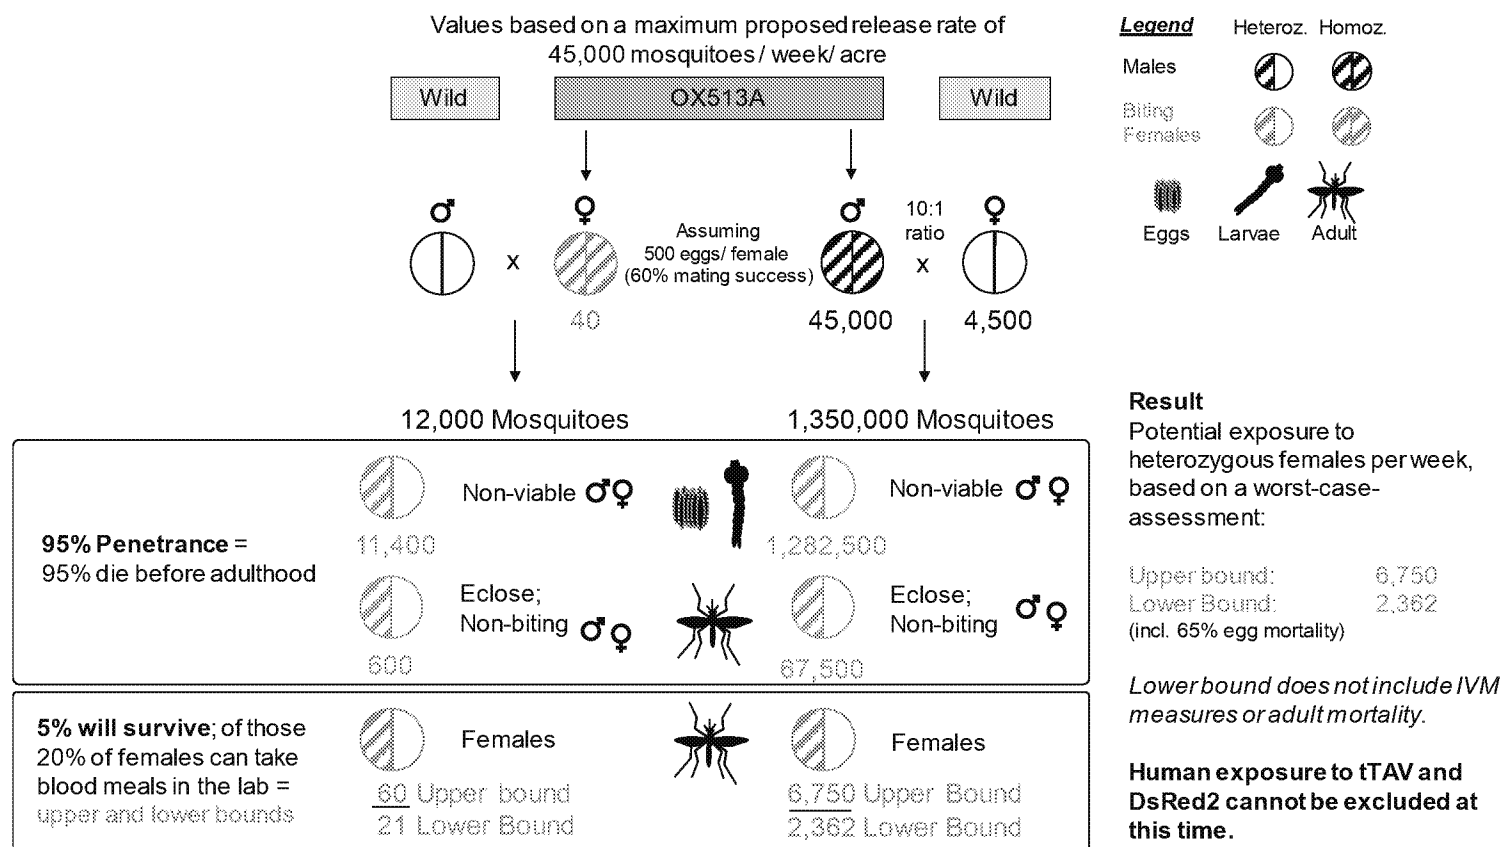 Values based on a maximum proposed release rate of
45,000 mosquitoes/ week/ acre
Wild
OX513A
Wild
Legend
Heteroz. Homoz.
Males
Biting
Females
Eggs
Larvae
Adult
♂
♀
♂
♀
x
Assuming
500 eggs/ female
(60% mating success)
10:1
ratio
x
40
45,000
4,500
12,000 Mosquitoes
1,350,000 Mosquitoes
95% Penetrance =
95% die before adulthood
Non-viable ♂♀
11,400
Non-viable ♂♀
1,282,500
Eclose;
Non-biting ♂♀
600
Eclose;
Non-biting ♂♀
67,500
5% will survive; of those
20% of females can take
blood meals in the lab =
upper and lower bounds
Females
60 Upper bound
21 Lower Bound
Females
6,750 Upper Bound
2,362 Lower Bound
Result
Potential exposure to
heterozygous females per week,
based on a worst-case-
assessment:
Upper bound: 6,750
Lower Bound: 2,362
(incl. 65% egg mortality)
Lower bound does not include IVM
measures or adult mortality.
Human exposure to tTAV and
DsRed2 cannot be excluded at
this time.